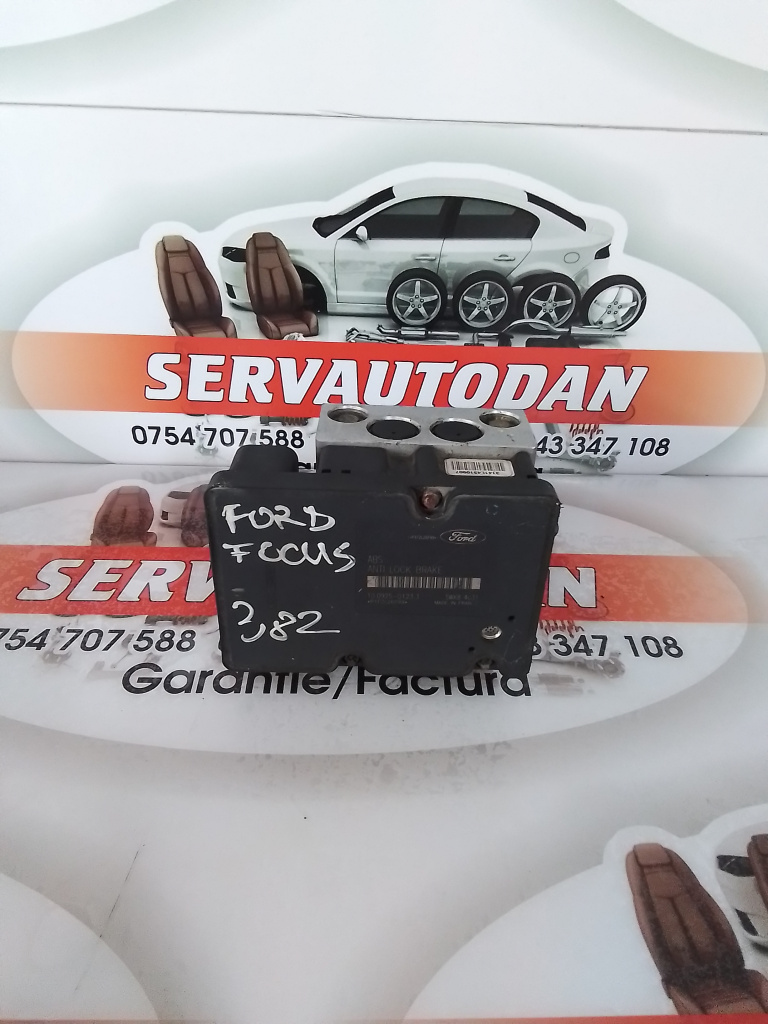 SERVAUTODAN
0754 707 588
43 347 108
FORD
FOCUS
3,82
Ford
ABS
ANTI LOCK BRAKE
SERV
DAN
754 707 588
347 108
Garantie/Factura